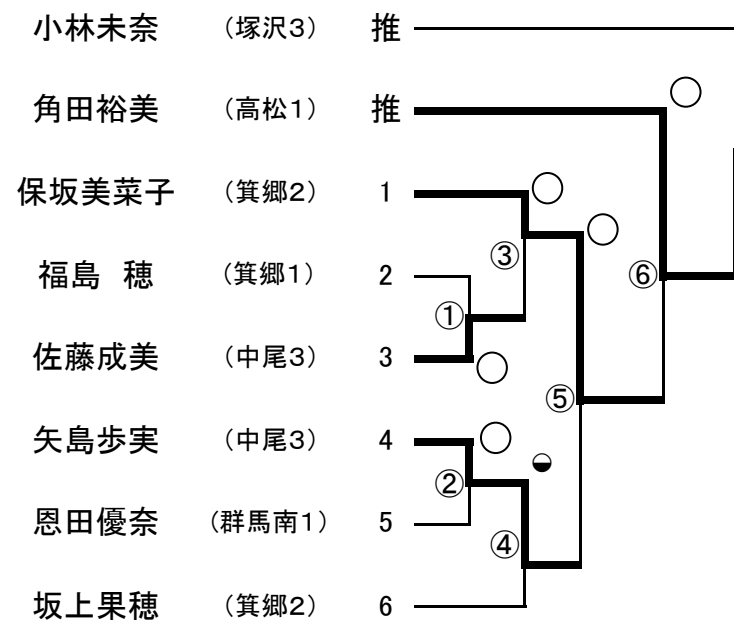 小林未奈 （塚沢3） 推
角田裕美 （高松1） 推
保坂美菜子 （箕郷2） 1
③
福島 穂 （箕郷1） 2
⑥
①
佐藤成美 （中尾3） 3
⑤
矢島歩実 （中尾3） 4
②
恩田優奈 （群馬南1） 5
④
坂上果穂 （箕郷2） 6